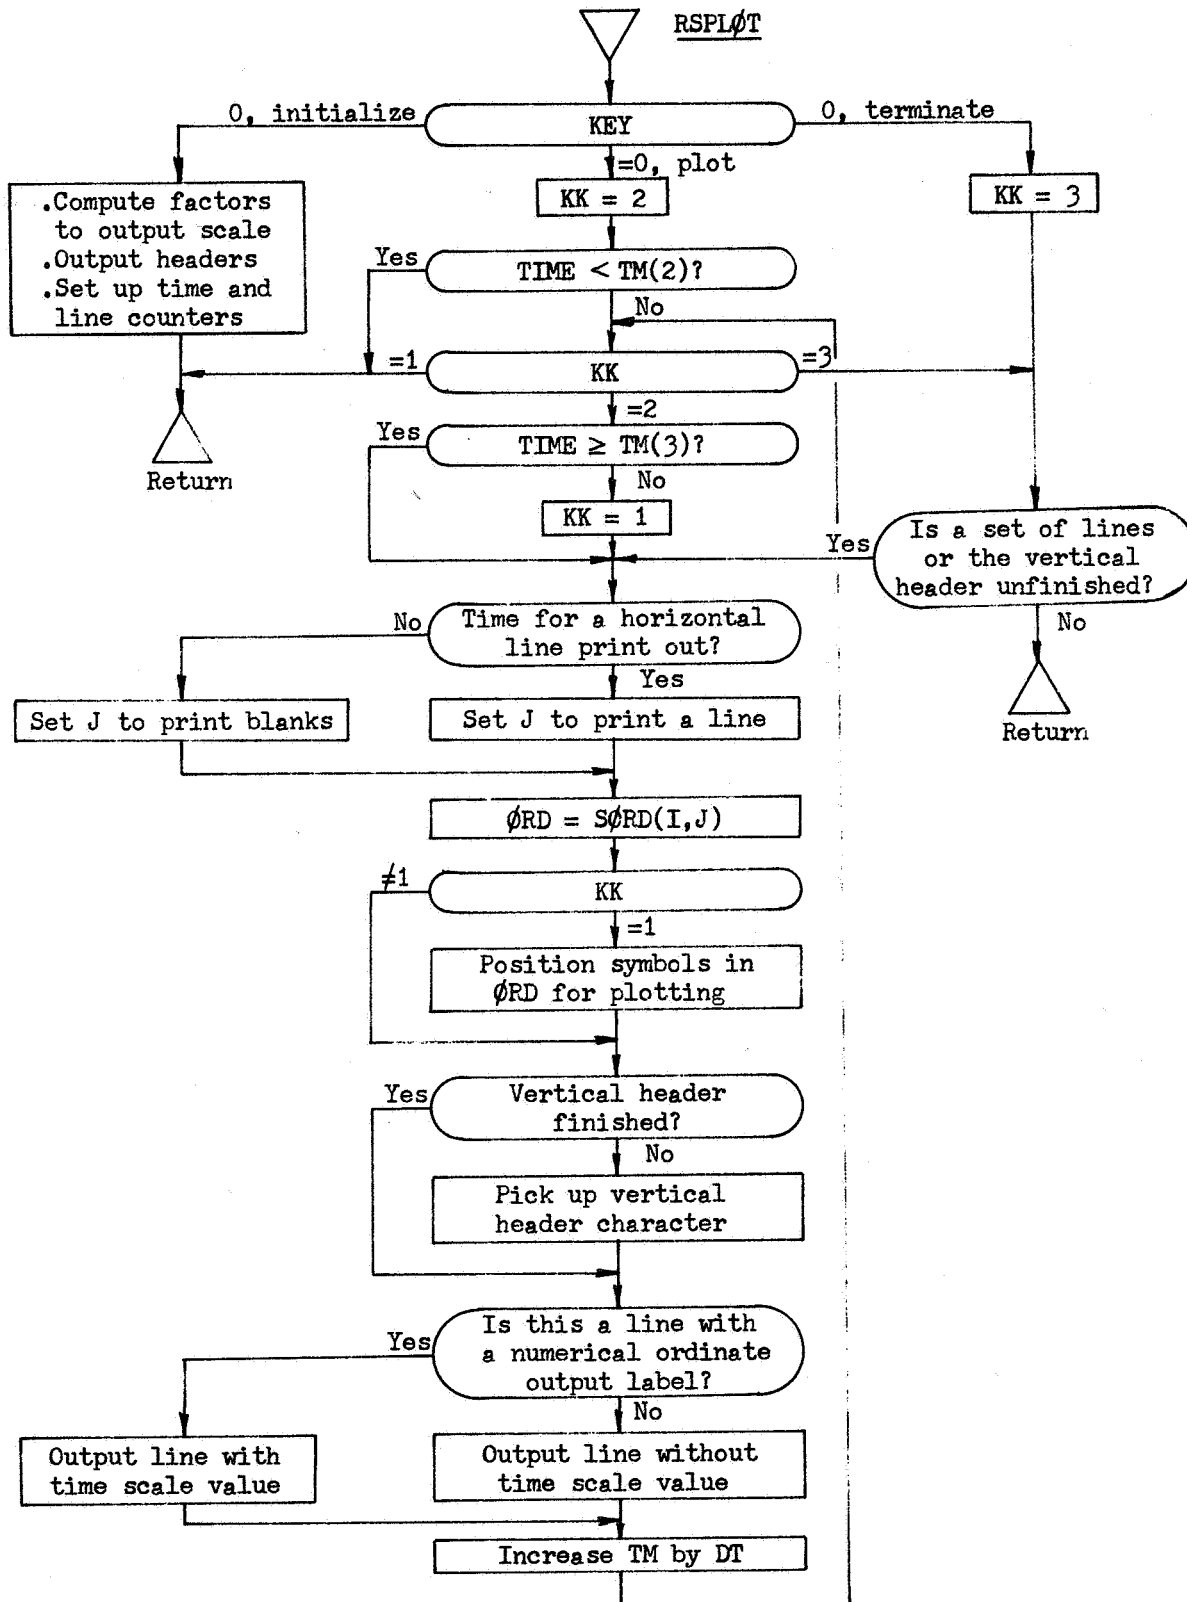 RSPLØT
0, initialize
KEY
0, terminate
=0, plot
.Compute factors
to output scale
.Output headers
.Set up time and
line counters
KK = 2
KK = 3
Yes
TIME < TM(2)?
No
=1
KK
=3
=2
Yes
TIME ≥ TM(3)?
Return
No
KK = 1
Yes
Is a set of lines
or the vertical
header unfinished?
No
No
Time for a horizontal
line print out?
Yes
Set J to print blanks
Set J to print a line
Return
ØRD = SØRD(I,J)
≠1
KK
=1
Position symbols in
ØRD for plotting
Yes
Vertical header
finished?
No
Pick up vertical
header character
Yes
Is this a line with
a numerical ordinate
output label?
No
Output line with
time scale value
Output line without
time scale value
Increase TM by DT